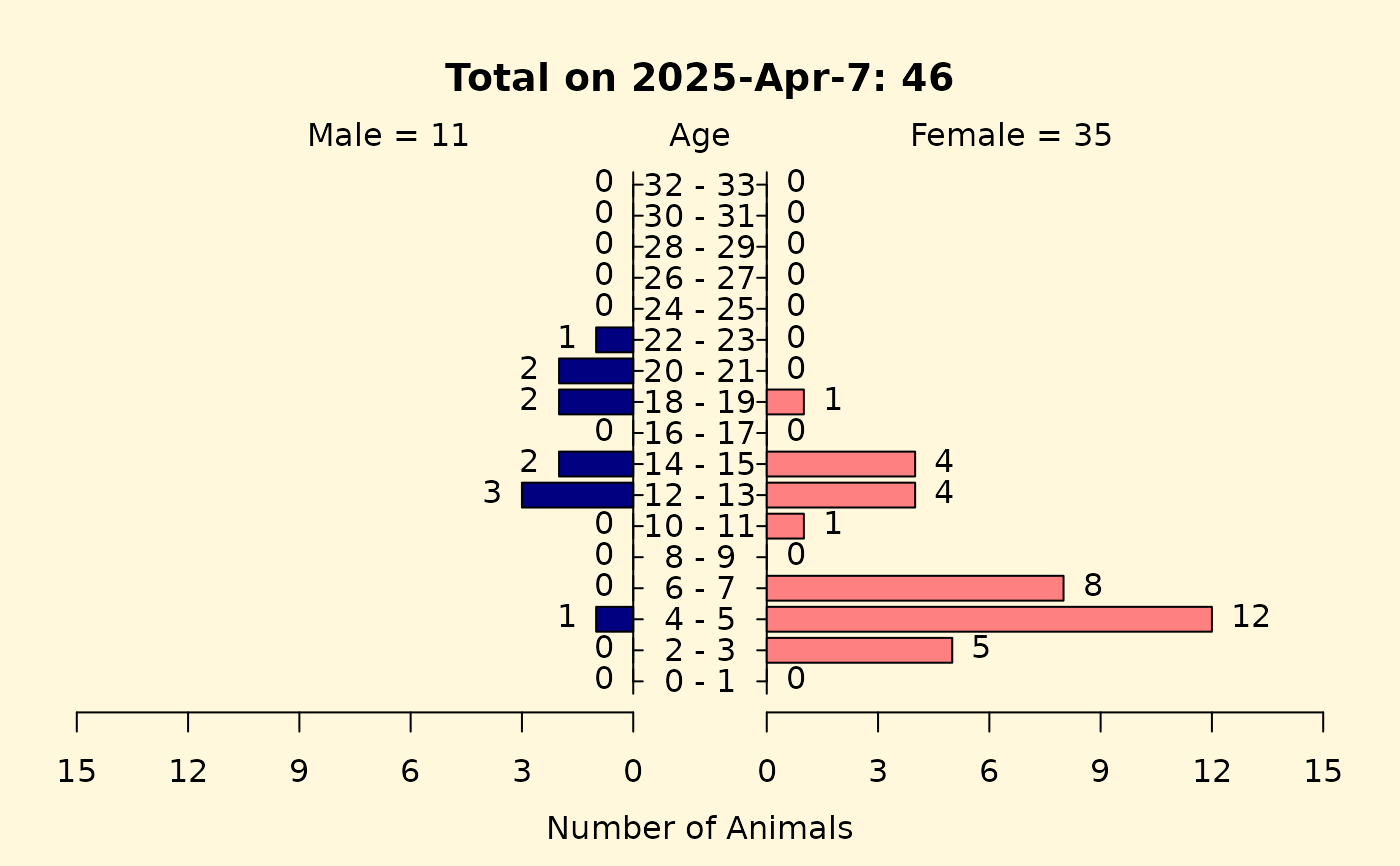 Total on 2025-Apr-7: 46
Male = 11 Age Female = 35
0 32 - 33 0
0 30 - 31 0
0 28 - 29 0
0 26 - 27 0
0 24 - 25 0
1 22 - 23 0
2 20 - 21 0
2 18 - 19 1
0 16 - 17 0
2 14 - 15 4
3 12 - 13 4
0 10 - 11 1
0 8 - 9 0
0 6 - 7 8
1 4 - 5 12
0 2 - 3 5
0 0 - 1 0
15 12 9 6 3 0 0 3 6 9 12 15
Number of Animals